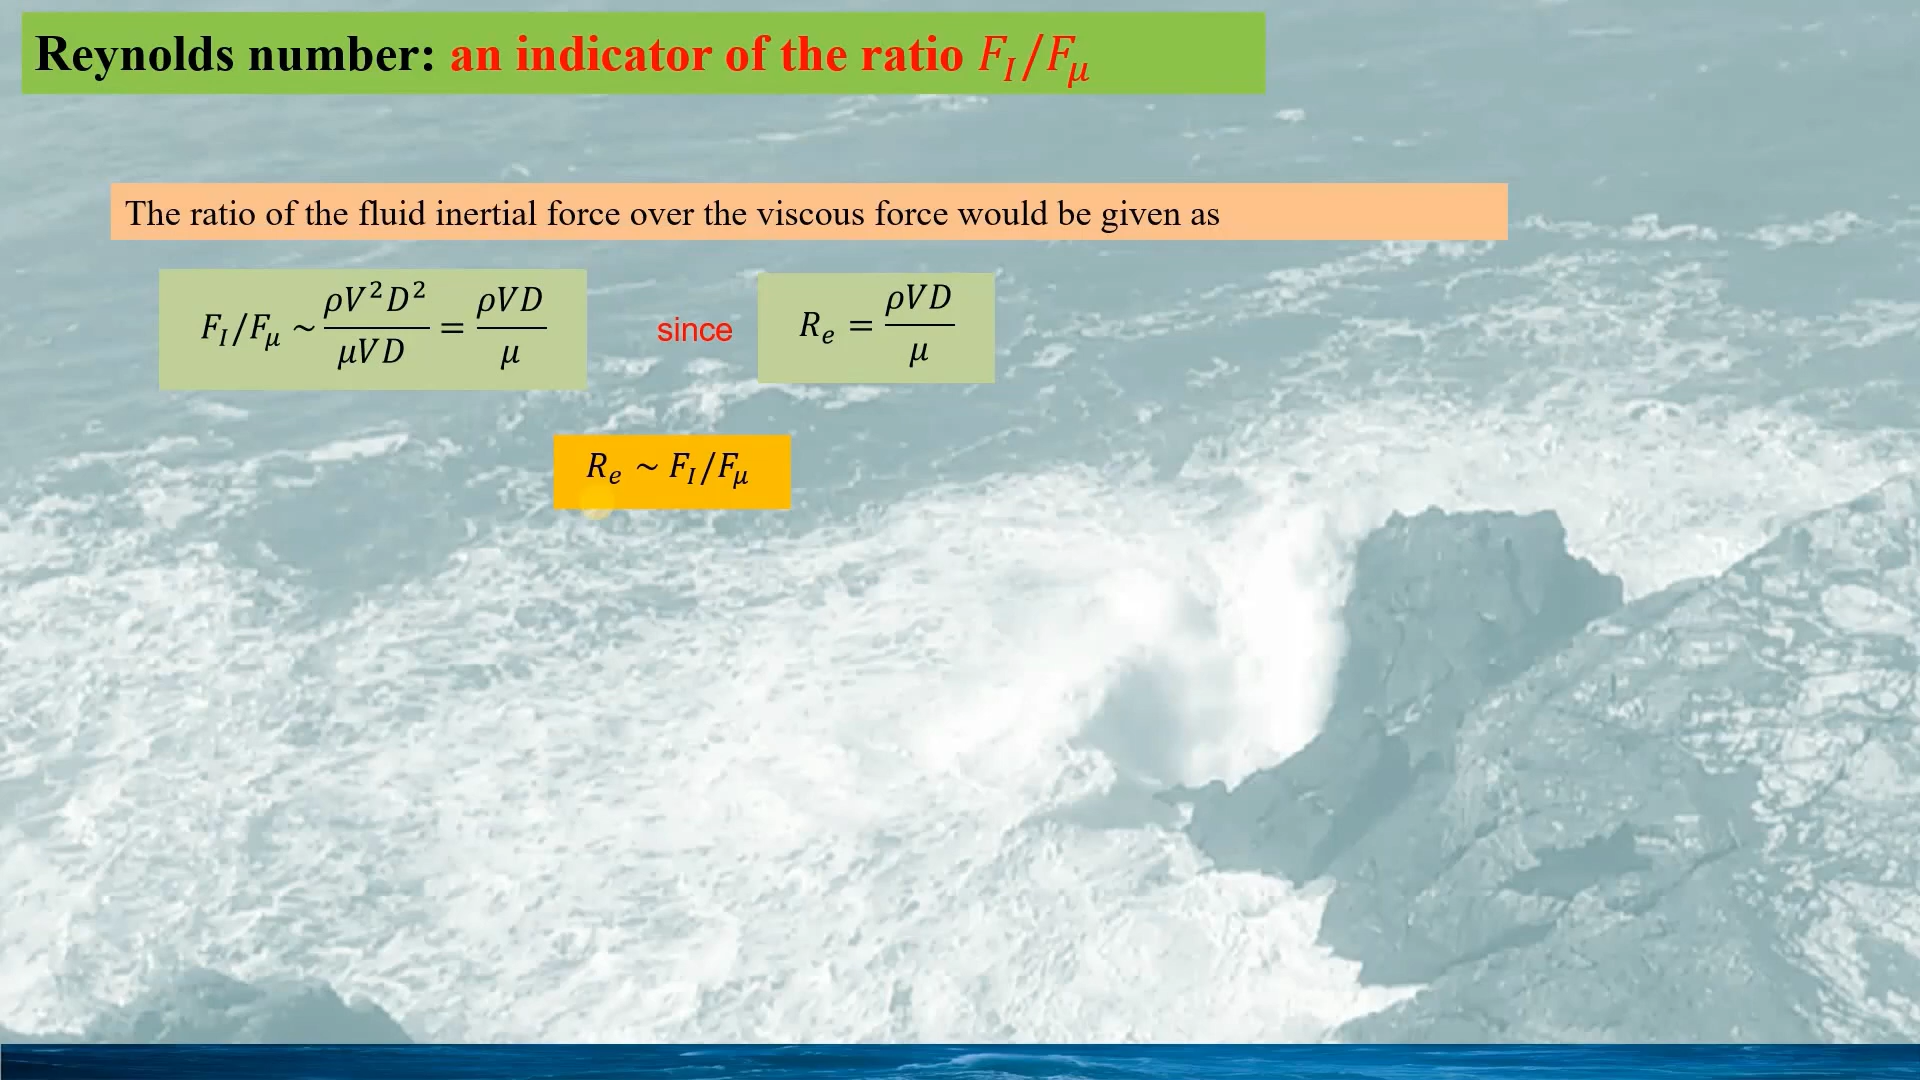 Reynolds number: an indicator of the ratio F_I/F_μ
The ratio of the fluid inertial force over the viscous force would be given as
F_I/F_μ ~ ρV²D²/μVD = ρVD/μ since R_e = ρVD/μ
R_e ~ F_I/F_μ